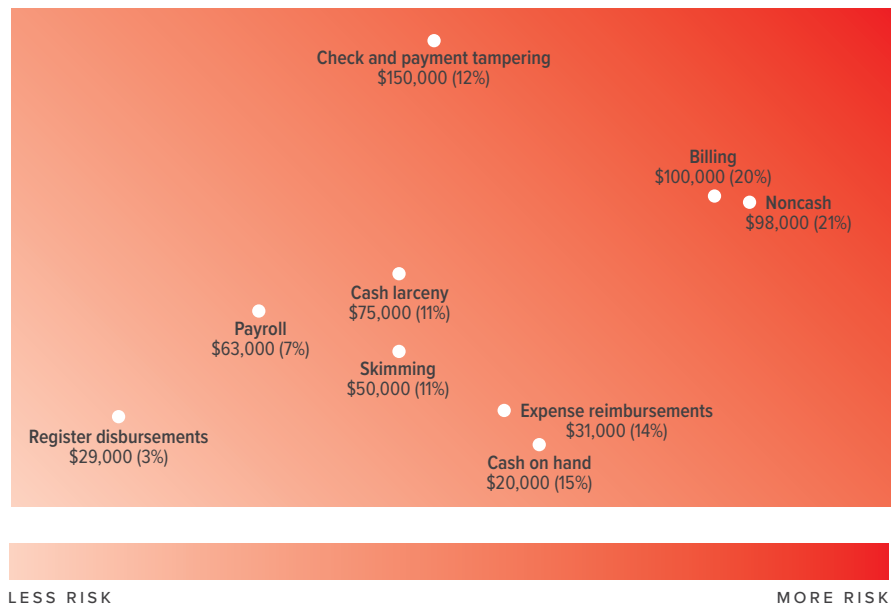 Check and payment tampering
$150,000 (12%)
Billing
$100,000 (20%)
Noncash
$98,000 (21%)
Cash larceny
$75,000 (11%)
Payroll
$63,000 (7%)
Skimming
$50,000 (11%)
Expense reimbursements
$31,000 (14%)
Register disbursements
$29,000 (3%)
Cash on hand
$20,000 (15%)
LESS RISK
MORE RISK